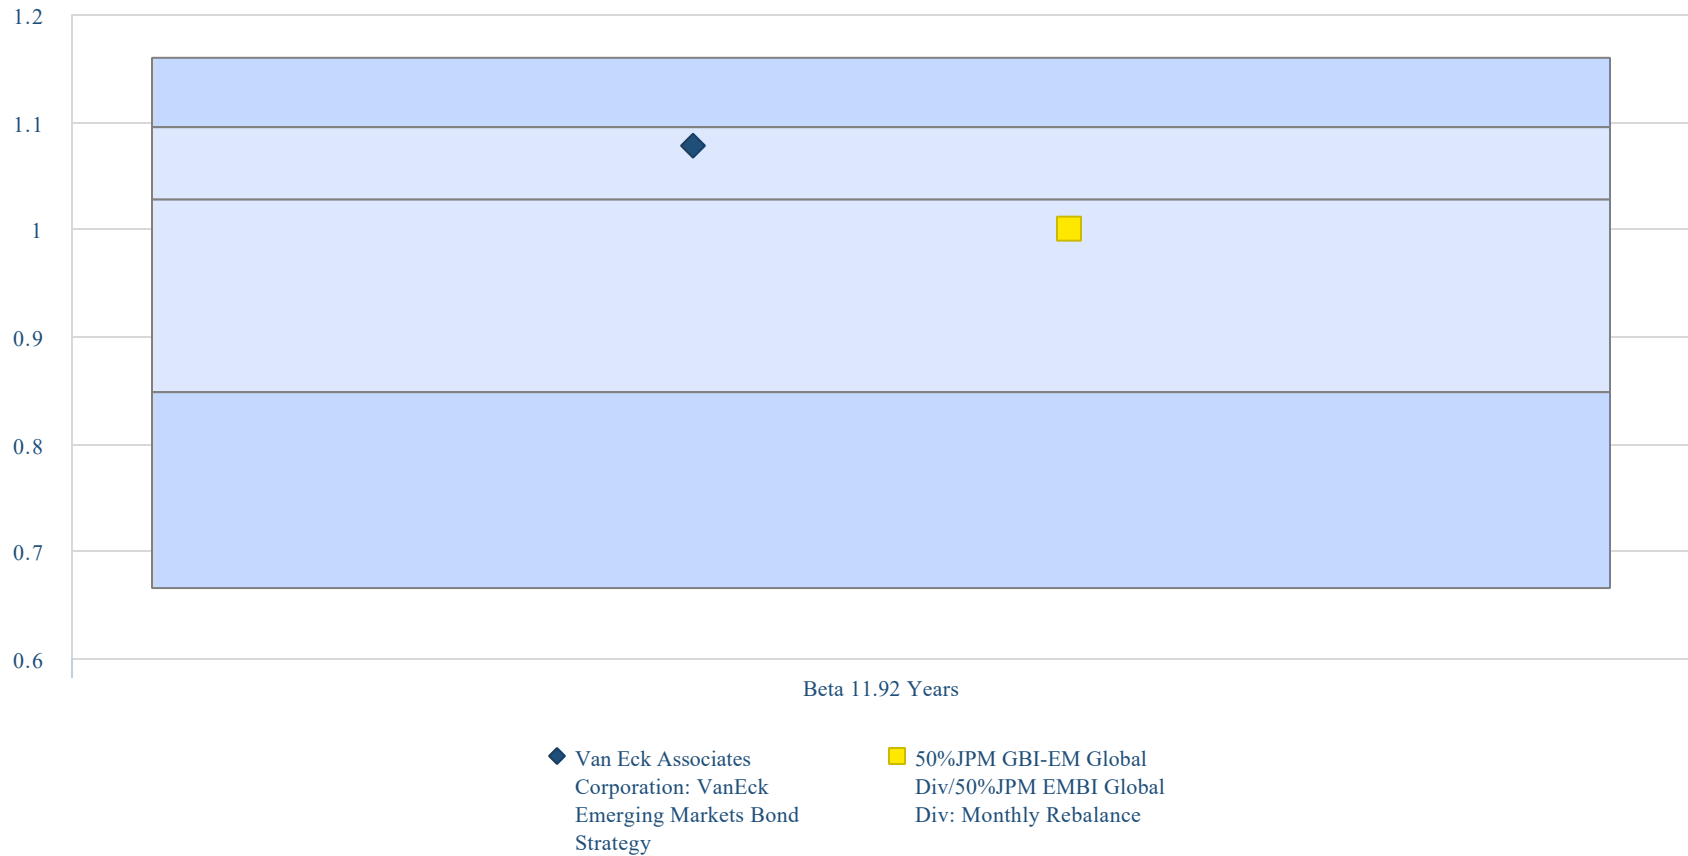 1.2
1.1
1
0.9
0.8
0.7
0.6
Beta 11.92 Years
Van Eck Associates
Corporation: VanEck
Emerging Markets Bond
Strategy
50%JPM GBI-EM Global
Div/50%JPM EMBI Global
Div: Monthly Rebalance